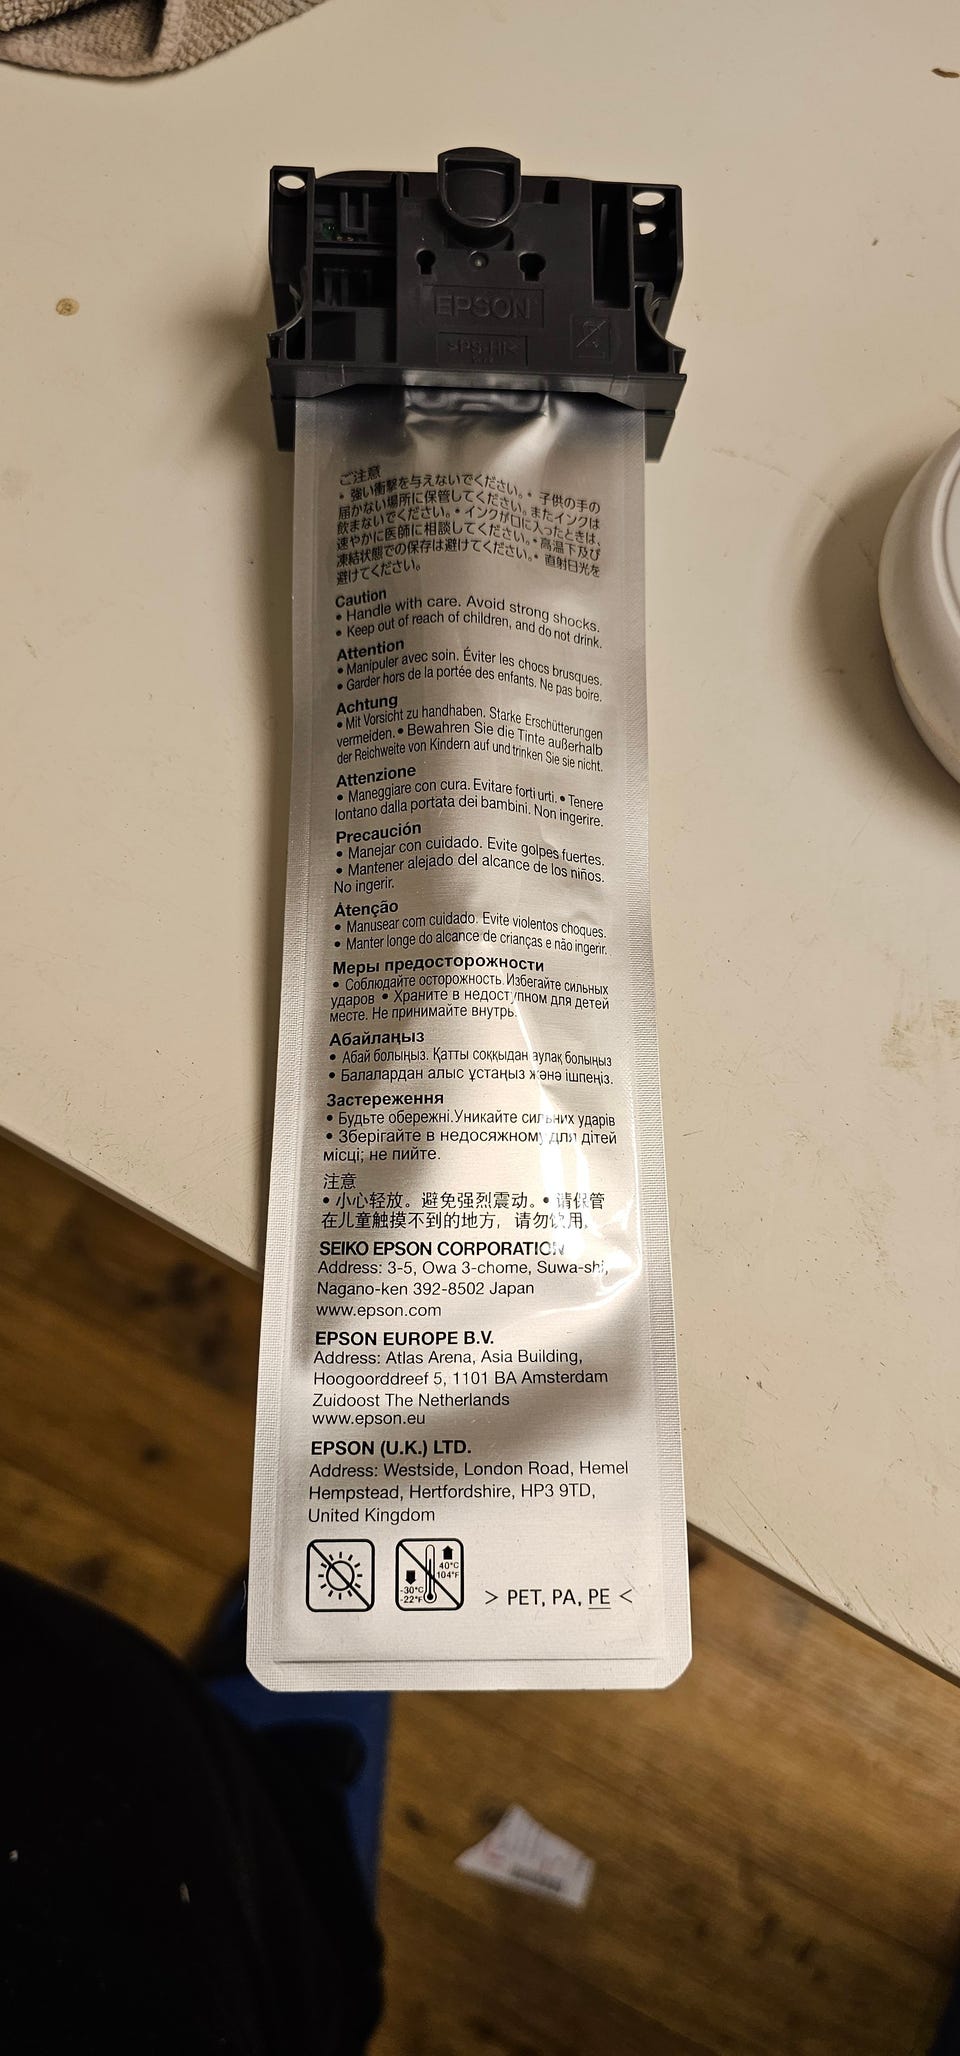 EPSON
>PS-HI<
ご注意
• 強い衝撃を与えないでください。• 子供の手の
届かない場所に保管してください。またインクは
飲まないでください。• インクが口に入ったときは、
速やかに医師に相談してください。• 高温下及び
凍結状態での保存は避けてください。• 直射日光を
避けてください。
Caution
• Handle with care. Avoid strong shocks.
• Keep out of reach of children, and do not drink.
Attention
• Manipuler avec soin. Éviter les chocs brusques.
• Garder hors de la portée des enfants. Ne pas boire.
Achtung
• Mit Vorsicht zu handhaben. Starke Erschütterungen
vermeiden. • Bewahren Sie die Tinte außerhalb
der Reichweite von Kindern auf und trinken Sie sie nicht.
Attenzione
• Maneggiare con cura. Evitare forti urti. • Tenere
lontano dalla portata dei bambini. Non ingerire.
Precaución
• Manejar con cuidado. Evite golpes fuertes.
• Mantener alejado del alcance de los niños.
No ingerir.
Atenção
• Manusear com cuidado. Evite violentos choques.
• Manter longe do alcance de crianças e não ingerir.
Меры предосторожности
• Соблюдайте осторожность. Избегайте сильных
ударов • Храните в недоступном для детей
месте. Не принимайте внутрь.
Абайлаңыз
• Абай болыңыз. Қатты соққыдан аулақ болыңыз
• Балалардан алыс ұстаңыз және ішпеңіз.
Застереження
• Будьте обережні.Уникайте сильних ударів
• Зберігайте в недосяжному для дітей
місці; не пийте.
注意
• 小心轻放。避免强烈震动。• 请保管
在儿童触摸不到的地方，请勿饮用。
SEIKO EPSON CORPORATION
Address: 3-5, Owa 3-chome, Suwa-shi,
Nagano-ken 392-8502 Japan
www.epson.com
EPSON EUROPE B.V.
Address: Atlas Arena, Asia Building,
Hoogoorddreef 5, 1101 BA Amsterdam
Zuidoost The Netherlands
www.epson.eu
EPSON (U.K.) LTD.
Address: Westside, London Road, Hemel
Hempstead, Hertfordshire, HP3 9TD,
United Kingdom
40°C
104°F
-30°C
-22°F
> PET, PA, PE <